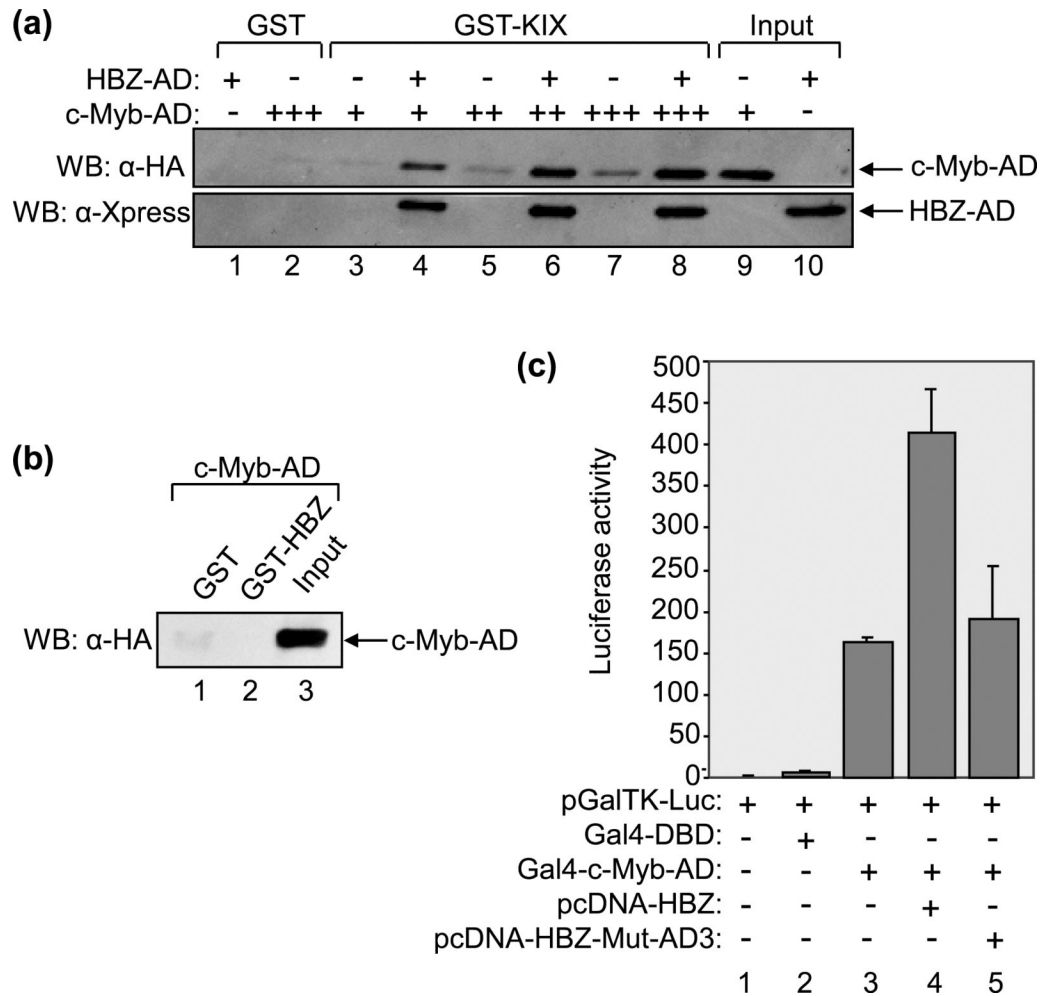 (a)
GST GST-KIX Input
HBZ-AD: + - - + - + - + - +
c-Myb-AD: - +++ + + ++ ++ +++ +++ + -
WB: α-HA c-Myb-AD
WB: α-Xpress HBZ-AD
1 2 3 4 5 6 7 8 9 10
(b)
c-Myb-AD
GST GST-HBZ Input
WB: α-HA c-Myb-AD
1 2 3
(c)
Luciferase activity
500
450
400
350
300
250
200
150
100
50
0
pGalTK-Luc: + + + + +
Gal4-DBD: - + - - -
Gal4-c-Myb-AD: - - + + +
pcDNA-HBZ: - - - + -
pcDNA-HBZ-Mut-AD3: - - - - +
1 2 3 4 5